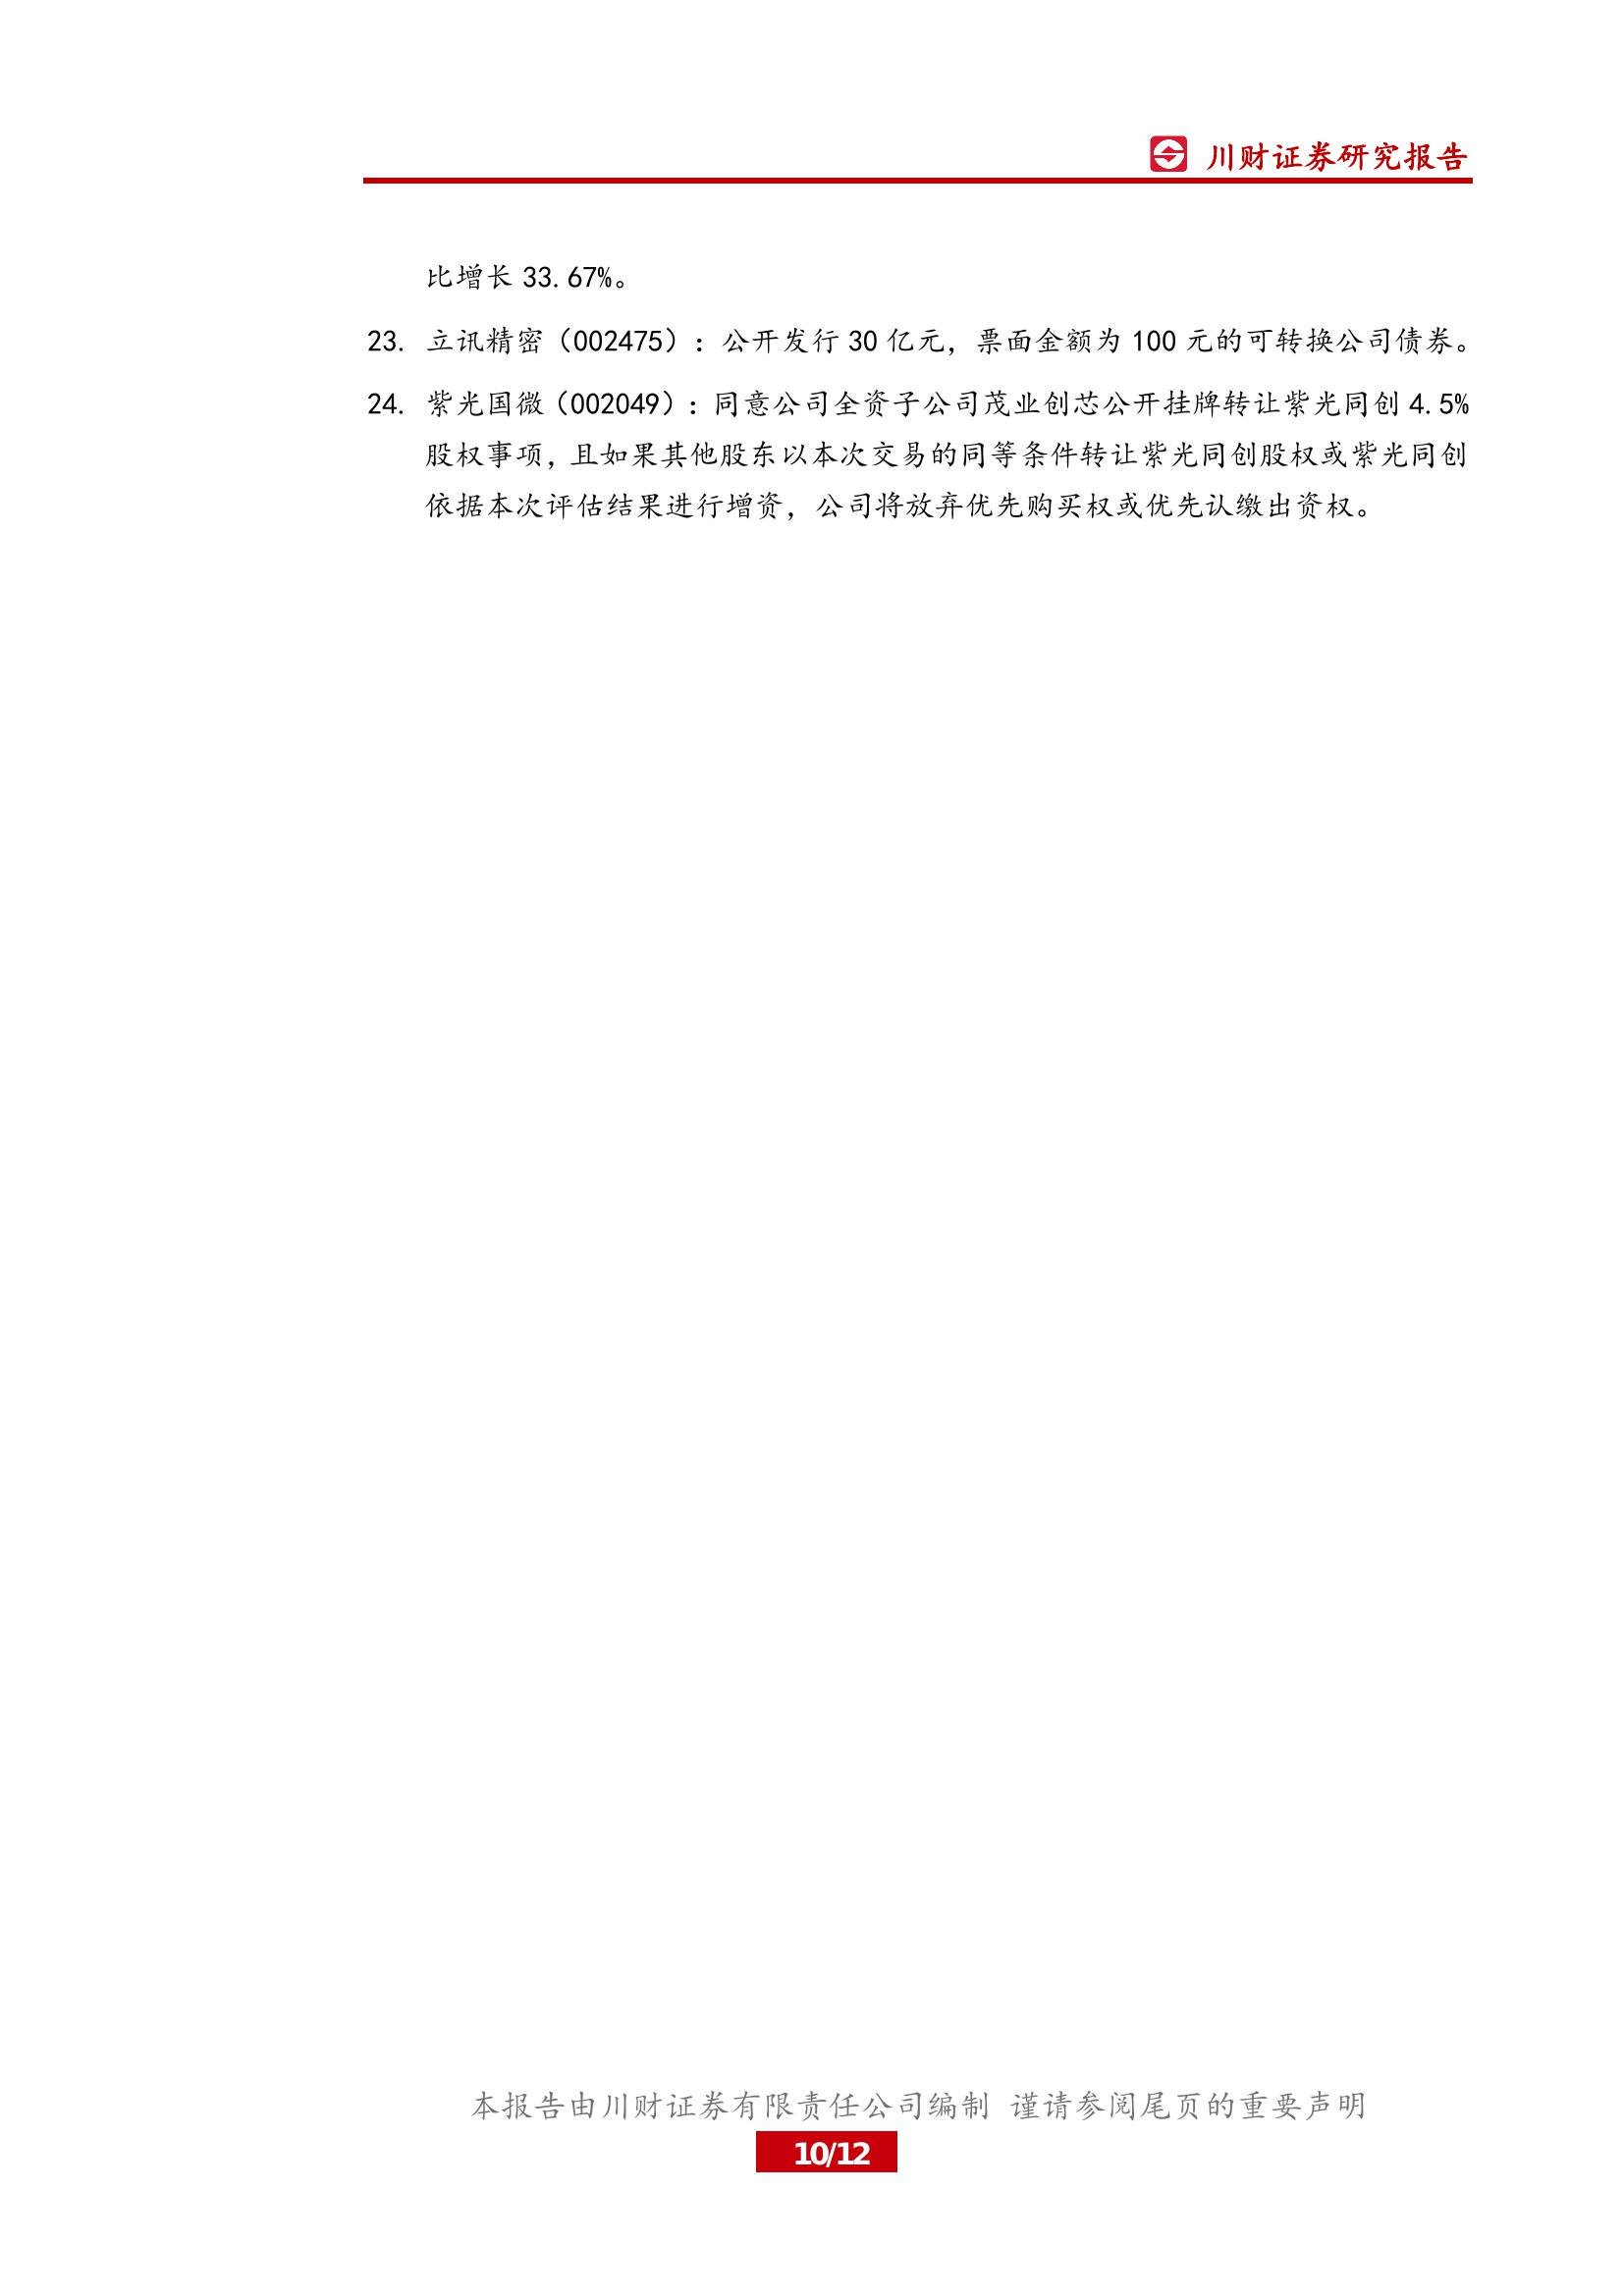 川财证券研究报告
比增长 33.67%。
23. 立讯精密（002475）：公开发行 30 亿元，票面金额为 100 元的可转换公司债券。
24. 紫光国微（002049）：同意公司全资子公司茂业创芯公开挂牌转让紫光同创 4.5%
股权事项，且如果其他股东以本次交易的同等条件转让紫光同创股权或紫光同创
依据本次评估结果进行增资，公司将放弃优先购买权或优先认缴出资权。
本报告由川财证券有限责任公司编制 谨请参阅尾页的重要声明
10/12